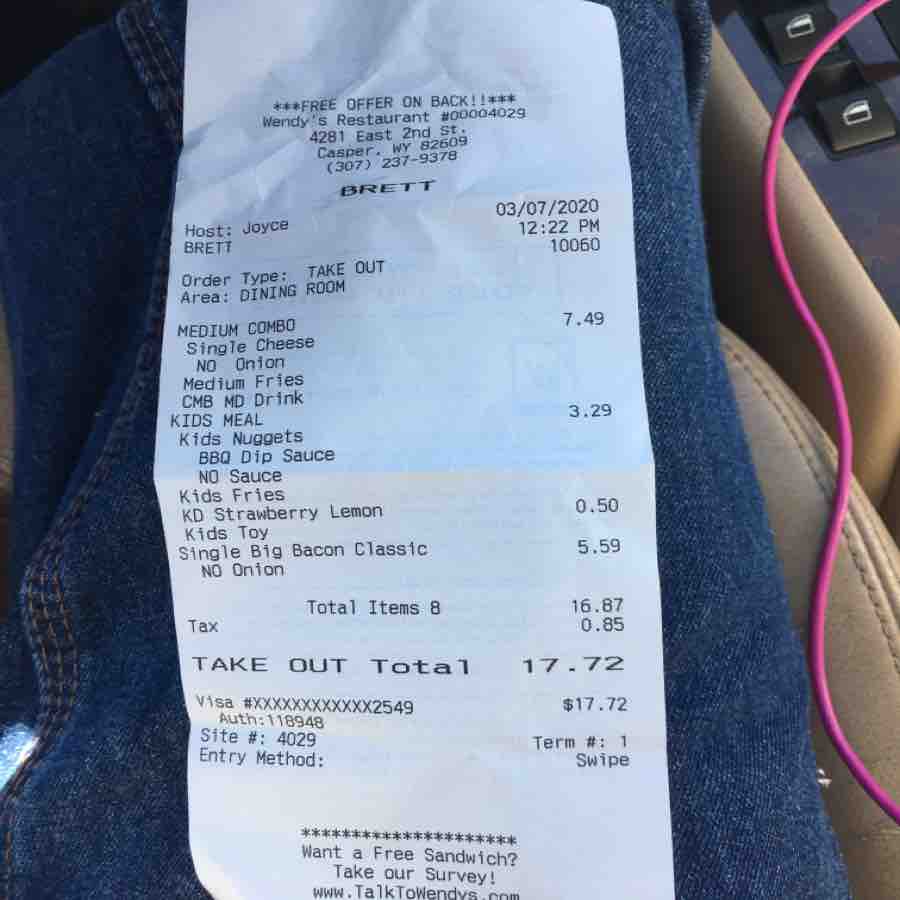 ***FREE OFFER ON BACK!!***
Wendy's Restaurant #00004029
4281 East 2nd St.
Casper, WY 82609
(307) 237-9378
BRETT
03/07/2020
Host: Joyce 12:22 PM
BRETT 10060
Order Type: TAKE OUT
Area: DINING ROOM
MEDIUM COMBO 7.49
Single Cheese
NO Onion
Medium Fries
CMB MD Drink
KIDS MEAL 3.29
Kids Nuggets
BBQ Dip Sauce
NO Sauce
Kids Fries
KD Strawberry Lemon 0.50
Kids Toy
Single Big Bacon Classic 5.59
NO Onion
Total Items 8 16.87
Tax 0.85
TAKE OUT Total 17.72
Visa #XXXXXXXXXXXX2549 $17.72
Auth:118948
Site #: 4029 Term #: 1
Entry Method: Swipe
*********************
Want a Free Sandwich?
Take our Survey!
www.TalkToWendys.com